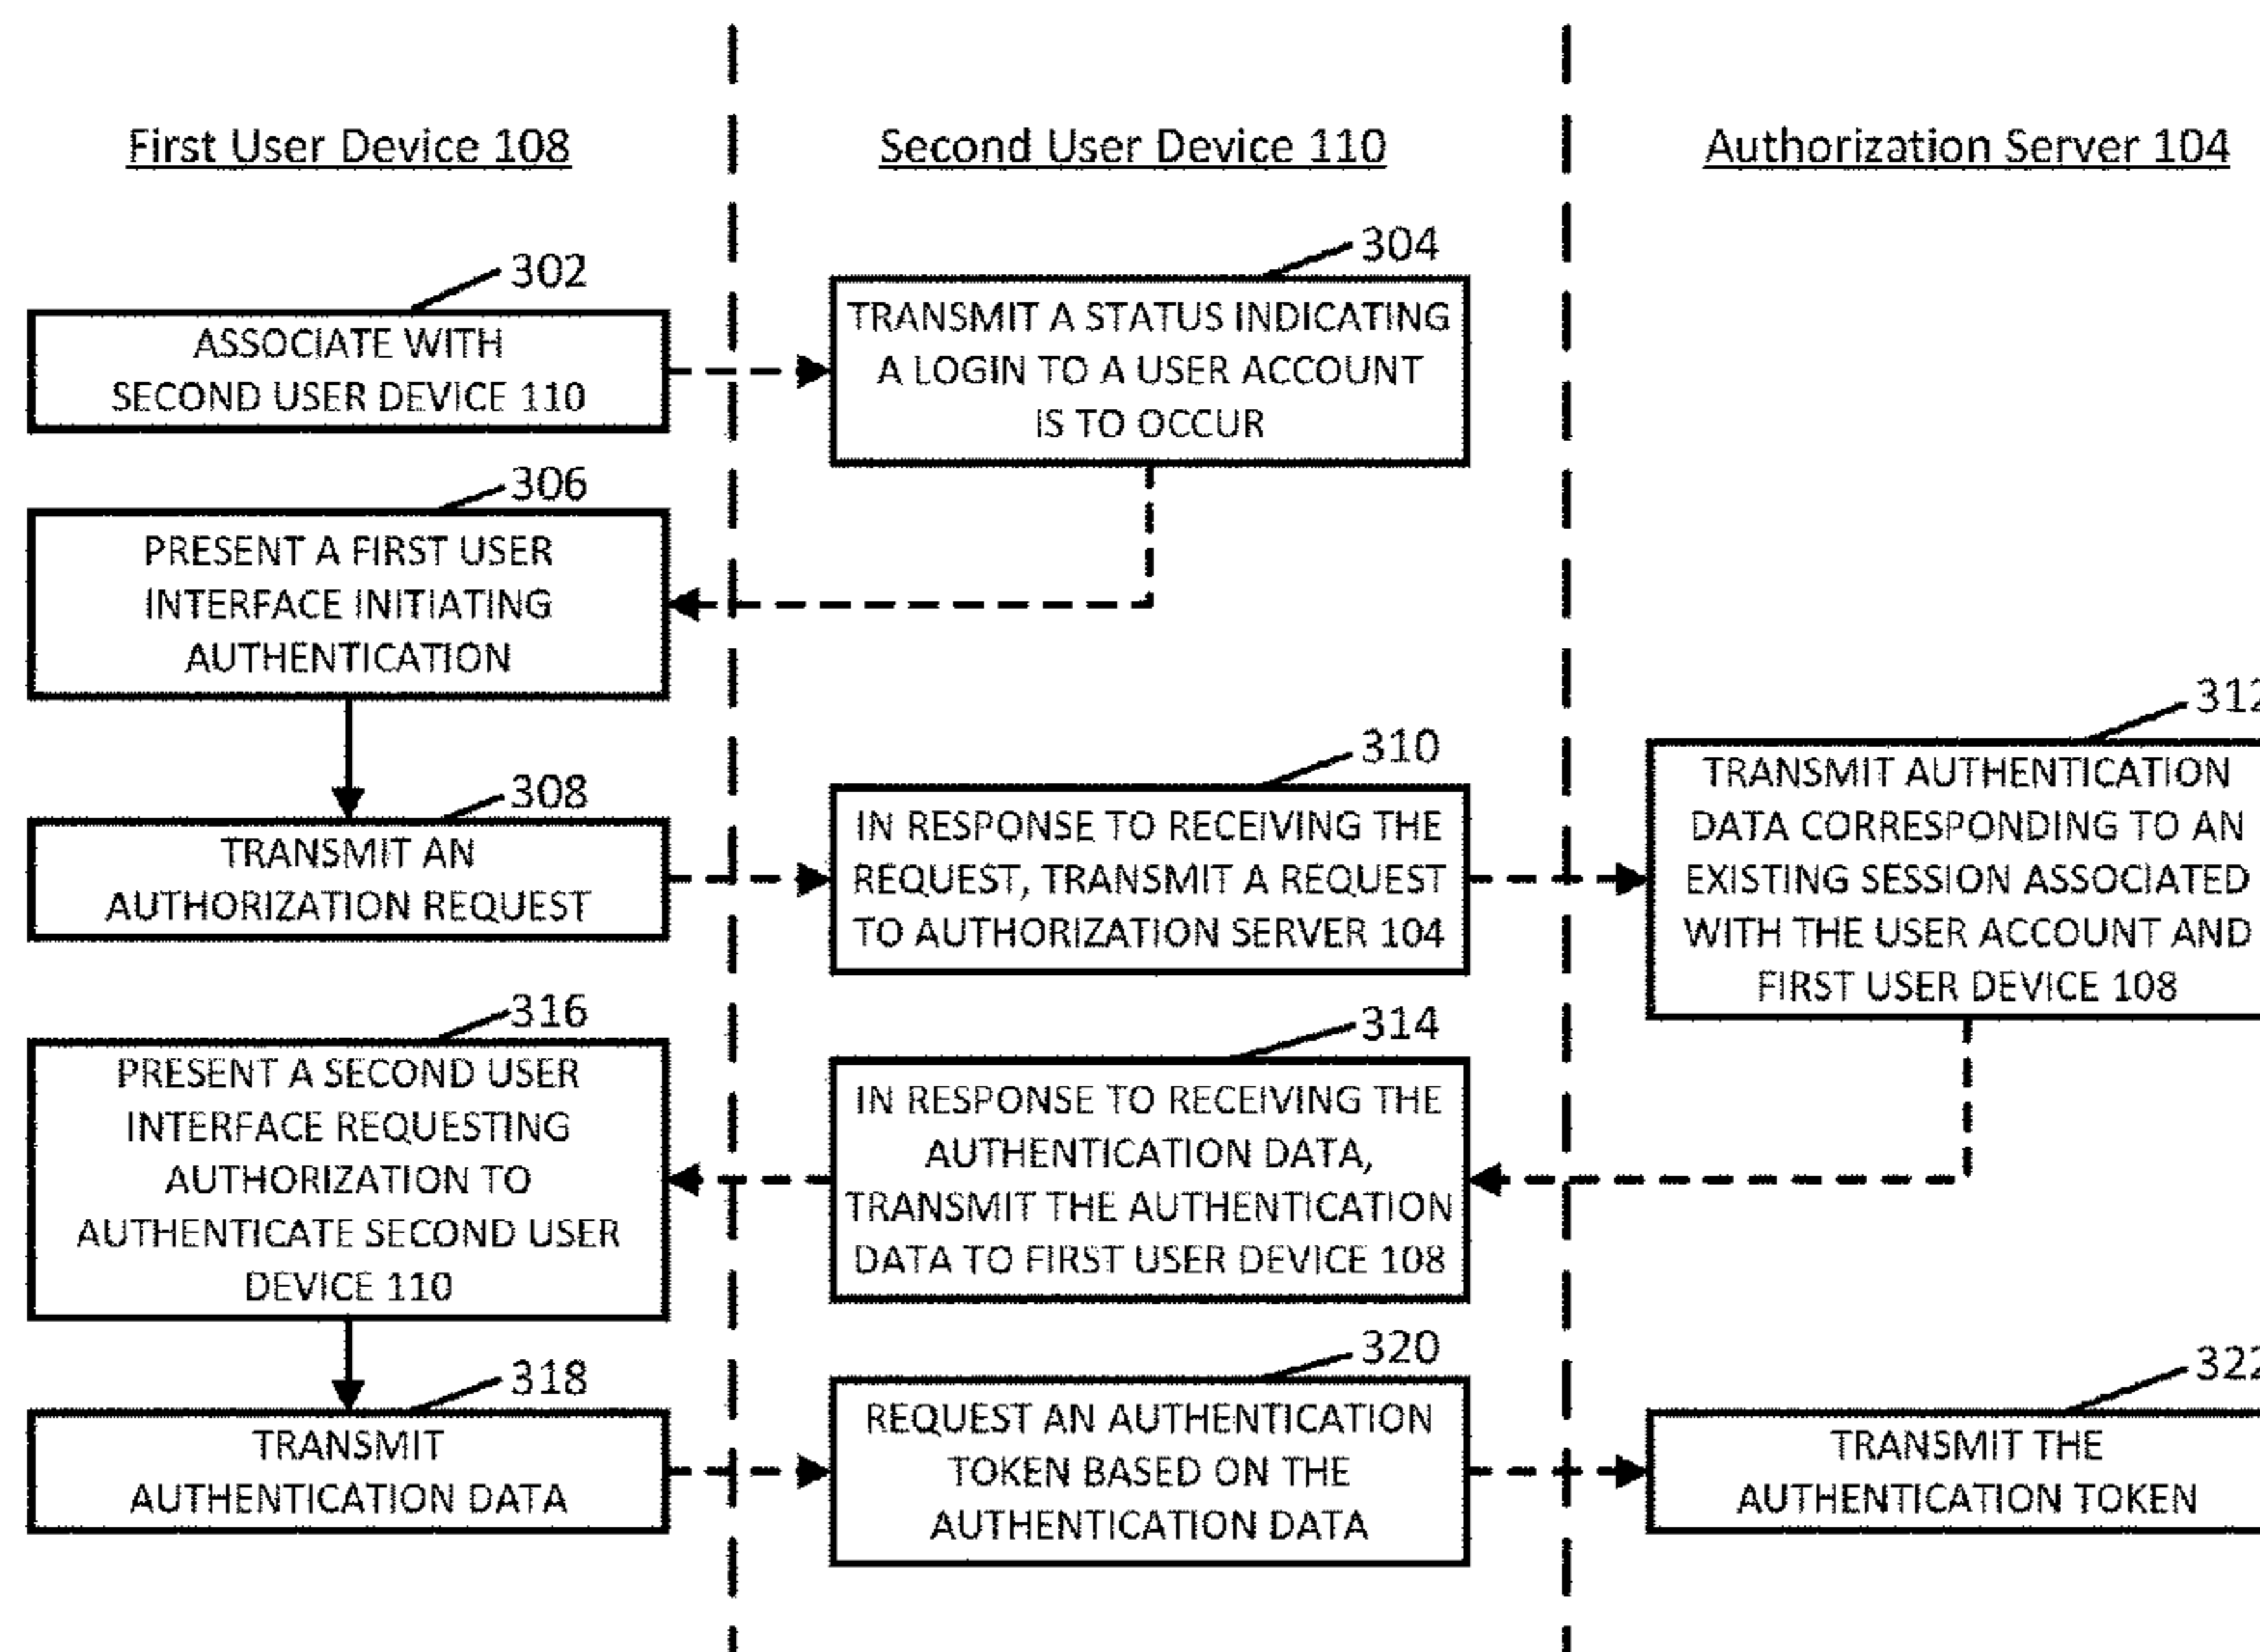 First User Device 108
Second User Device 110
Authorization Server 104
302
ASSOCIATE WITH
SECOND USER DEVICE 110
304
TRANSMIT A STATUS INDICATING
A LOGIN TO A USER ACCOUNT
IS TO OCCUR
306
PRESENT A FIRST USER
INTERFACE INITIATING
AUTHENTICATION
308
TRANSMIT AN
AUTHORIZATION REQUEST
310
IN RESPONSE TO RECEIVING THE
REQUEST, TRANSMIT A REQUEST
TO AUTHORIZATION SERVER 104
312
TRANSMIT AUTHENTICATION
DATA CORRESPONDING TO AN
EXISTING SESSION ASSOCIATED
WITH THE USER ACCOUNT AND
FIRST USER DEVICE 108
314
IN RESPONSE TO RECEIVING THE
AUTHENTICATION DATA,
TRANSMIT THE AUTHENTICATION
DATA TO FIRST USER DEVICE 108
316
PRESENT A SECOND USER
INTERFACE REQUESTING
AUTHORIZATION TO
AUTHENTICATE SECOND USER
DEVICE 110
318
TRANSMIT
AUTHENTICATION DATA
320
REQUEST AN AUTHENTICATION
TOKEN BASED ON THE
AUTHENTICATION DATA
322
TRANSMIT THE
AUTHENTICATION TOKEN